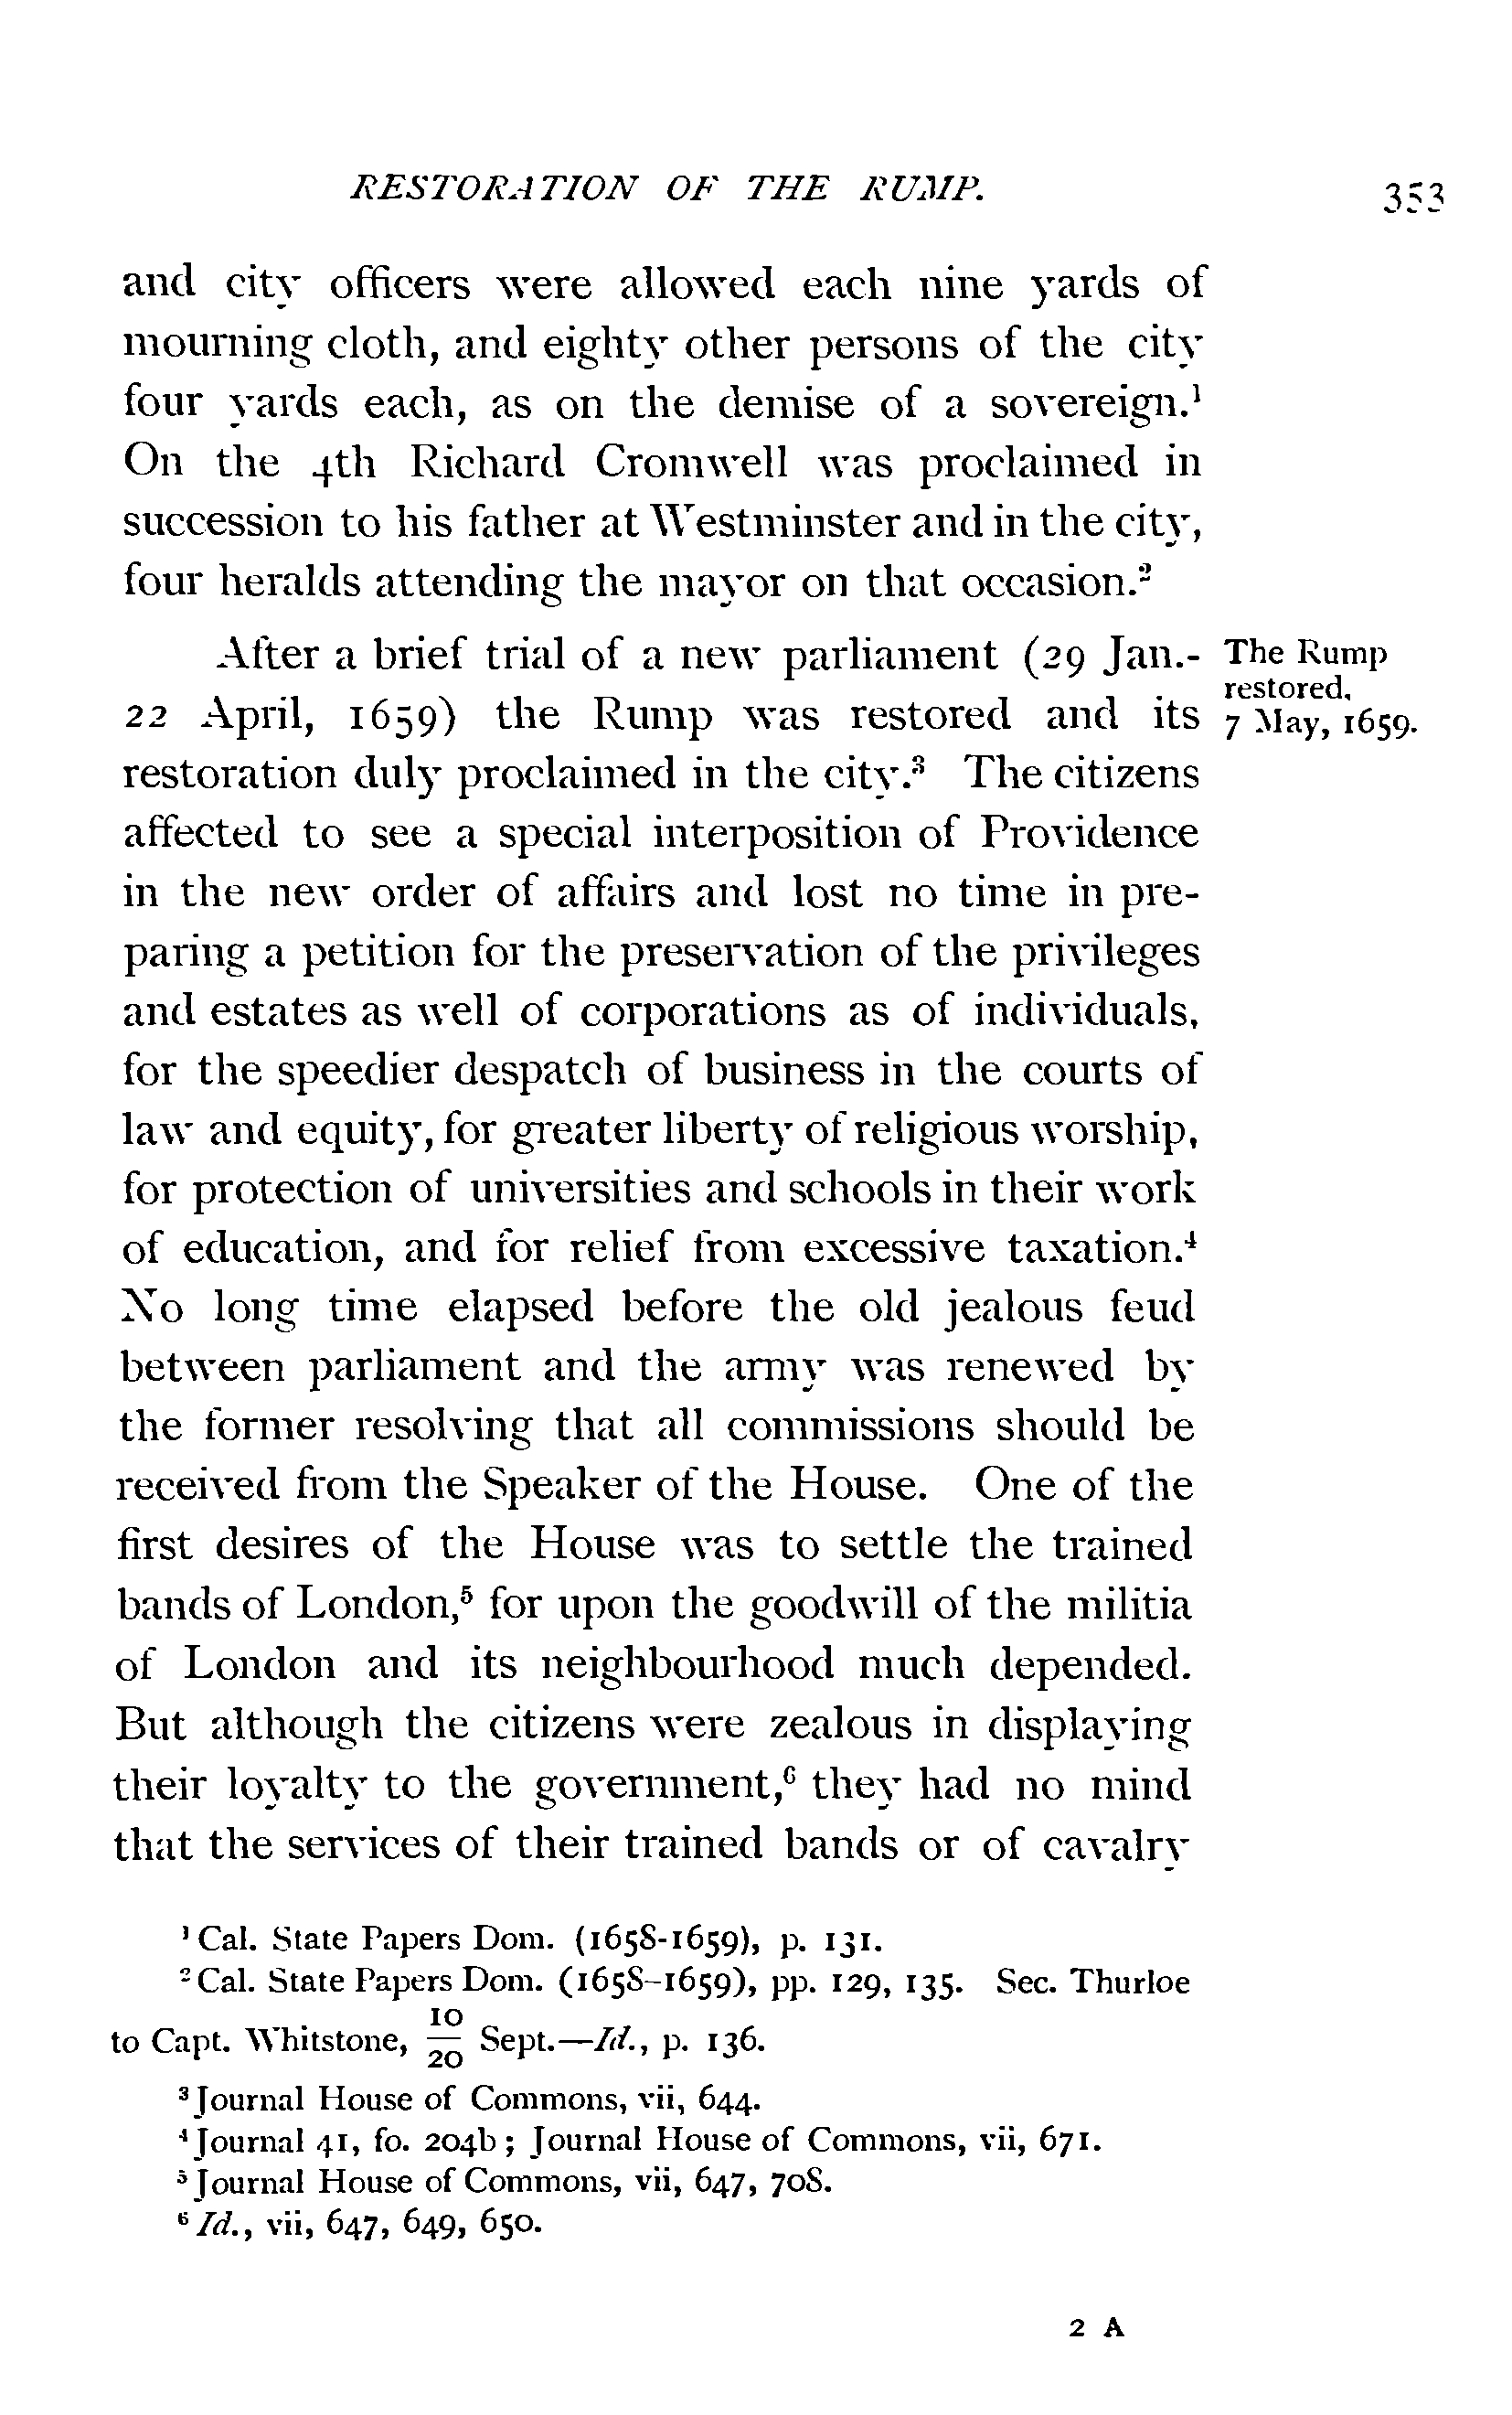 RESTORATION OF THE RUMP. 353
and city officers were allowed each nine yards of
mourning cloth, and eighty other persons of the city
four yards each, as on the demise of a sovereign.¹
On the 4th Richard Cromwell was proclaimed in
succession to his father at Westminster and in the city,
four heralds attending the mayor on that occasion.²
After a brief trial of a new parliament (29 Jan.-
22 April, 1659) the Rump was restored and its
The Rump
restored,
7 May, 1659.
restoration duly proclaimed in the city.³ The citizens
affected to see a special interposition of Providence
in the new order of affairs and lost no time in pre-
paring a petition for the preservation of the privileges
and estates as well of corporations as of individuals,
for the speedier despatch of business in the courts of
law and equity, for greater liberty of religious worship,
for protection of universities and schools in their work
of education, and for relief from excessive taxation.⁴
No long time elapsed before the old jealous feud
between parliament and the army was renewed by
the former resolving that all commissions should be
received from the Speaker of the House. One of the
first desires of the House was to settle the trained
bands of London,⁵ for upon the goodwill of the militia
of London and its neighbourhood much depended.
But although the citizens were zealous in displaying
their loyalty to the government,⁶ they had no mind
that the services of their trained bands or of cavalry
¹ Cal. State Papers Dom. (1658-1659), p. 131.
² Cal. State Papers Dom. (1658-1659), pp. 129, 135. Sec. Thurloe
to Capt. Whitstone, 10/20 Sept.—Id., p. 136.
³ Journal House of Commons, vii, 644.
⁴ Journal 41, fo. 204b; Journal House of Commons, vii, 671.
⁵ Journal House of Commons, vii, 647, 708.
⁶ Id., vii, 647, 649, 650.
2 A